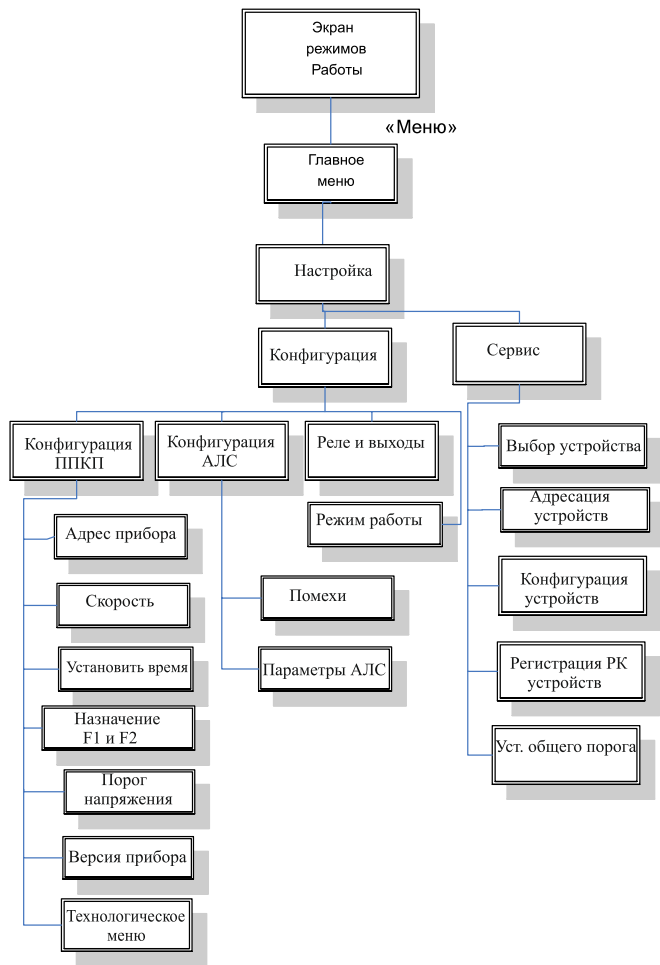 Экран
режимов
Работы
«Меню»
Главное
меню
Настройка
Конфигурация
Сервис
Конфигурация
ППКП
Конфигурация
АЛС
Реле и выходы
Режим работы
Адрес прибора
Скорость
Установить время
Назначение
F1 и F2
Порог
напряжения
Версия прибора
Технологическое
меню
Помехи
Параметры АЛС
Выбор устройства
Адресация
устройств
Конфигурация
устройств
Регистрация РК
устройств
Уст. общего порога